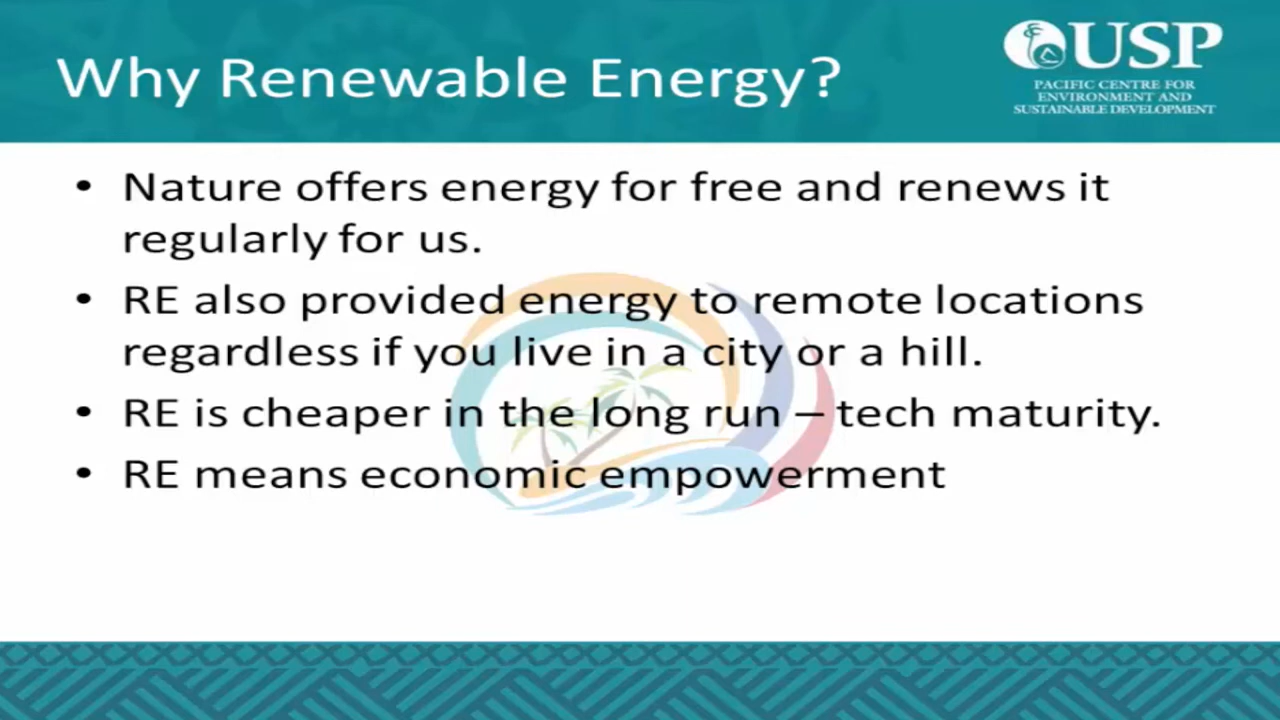 Why Renewable Energy?
USP
PACIFIC CENTRE FOR
ENVIRONMENT AND
SUSTAINABLE DEVELOPMENT
• Nature offers energy for free and renews it
regularly for us.
• RE also provided energy to remote locations
regardless if you live in a city or a hill.
• RE is cheaper in the long run – tech maturity.
• RE means economic empowerment